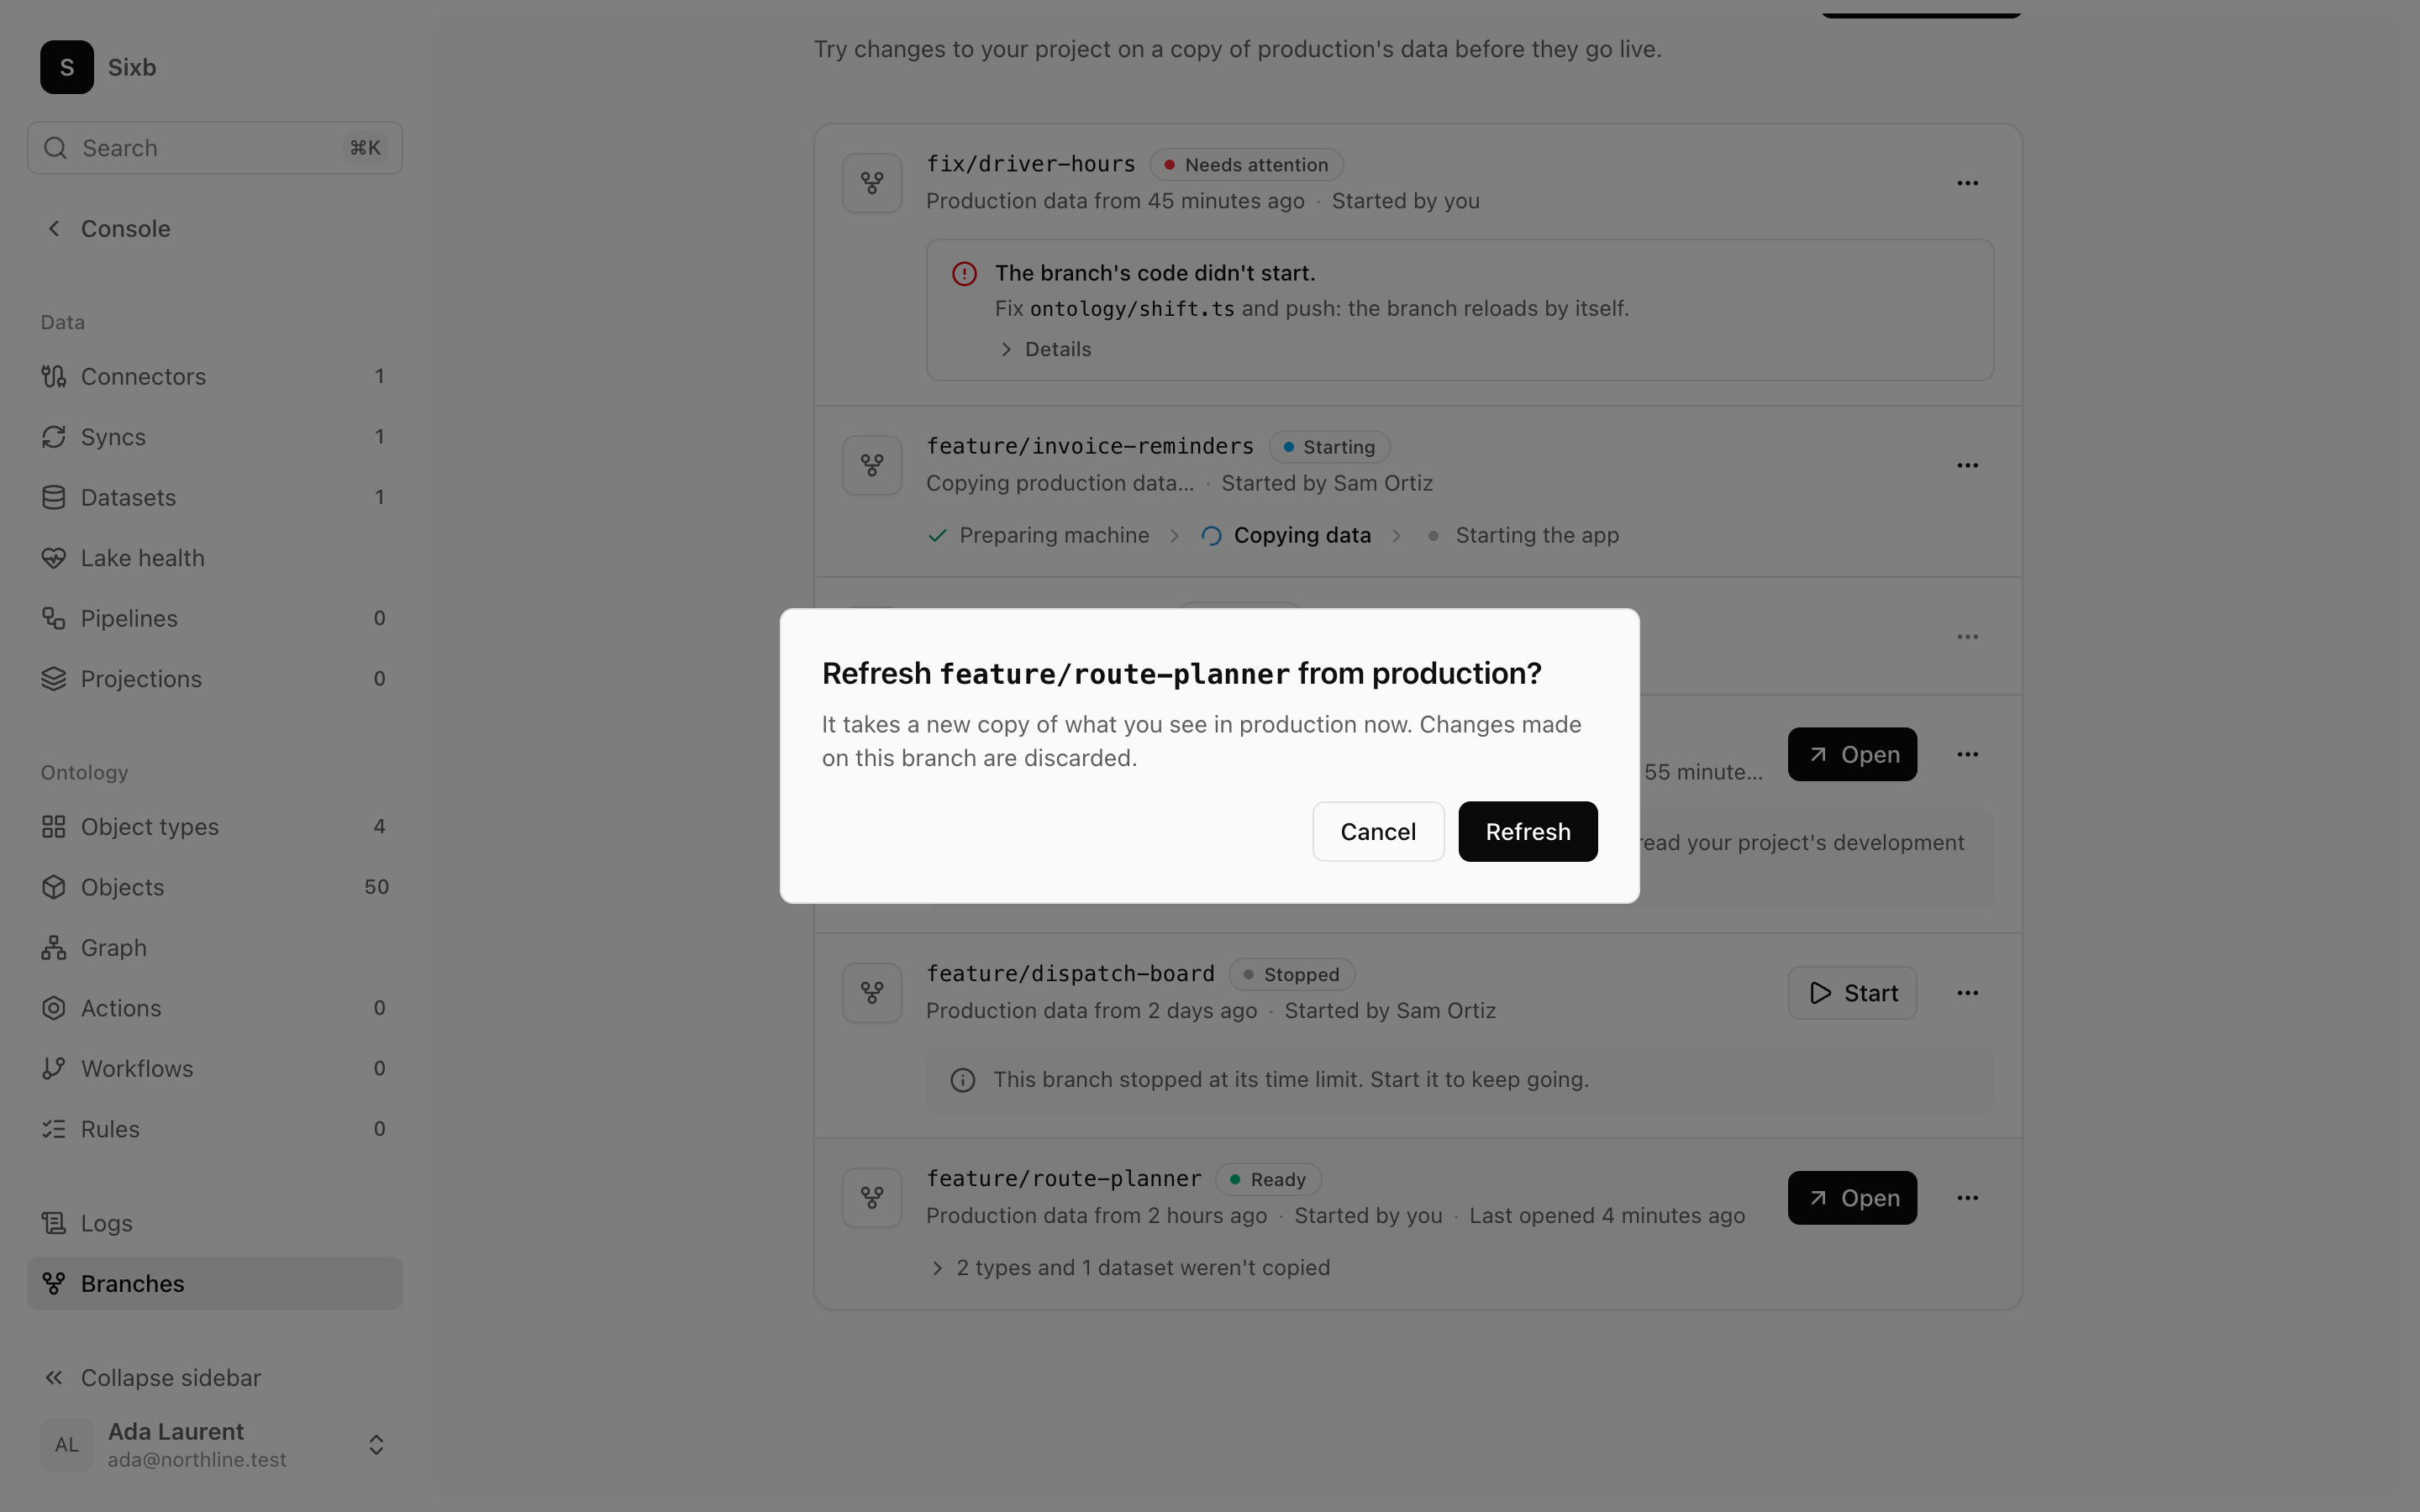 S Sixb
Search ⌘K
Console
Data
Connectors 1
Syncs 1
Datasets 1
Lake health
Pipelines 0
Projections 0
Ontology
Object types 4
Objects 50
Graph
Actions 0
Workflows 0
Rules 0
Logs
Branches
Collapse sidebar
AL Ada Laurent
ada@northline.test
Try changes to your project on a copy of production's data before they go live.
fix/driver-hours Needs attention
Production data from 45 minutes ago · Started by you
The branch's code didn't start.
Fix ontology/shift.ts and push: the branch reloads by itself.
Details
feature/invoice-reminders Starting
Copying production data... · Started by Sam Ortiz
Preparing machine Copying data Starting the app
Refresh feature/route-planner from production?
It takes a new copy of what you see in production now. Changes made
on this branch are discarded.
Cancel Refresh
55 minute... Open
read your project's development
feature/dispatch-board Stopped
Production data from 2 days ago · Started by Sam Ortiz
Start
This branch stopped at its time limit. Start it to keep going.
feature/route-planner Ready
Production data from 2 hours ago · Started by you · Last opened 4 minutes ago
Open
2 types and 1 dataset weren't copied